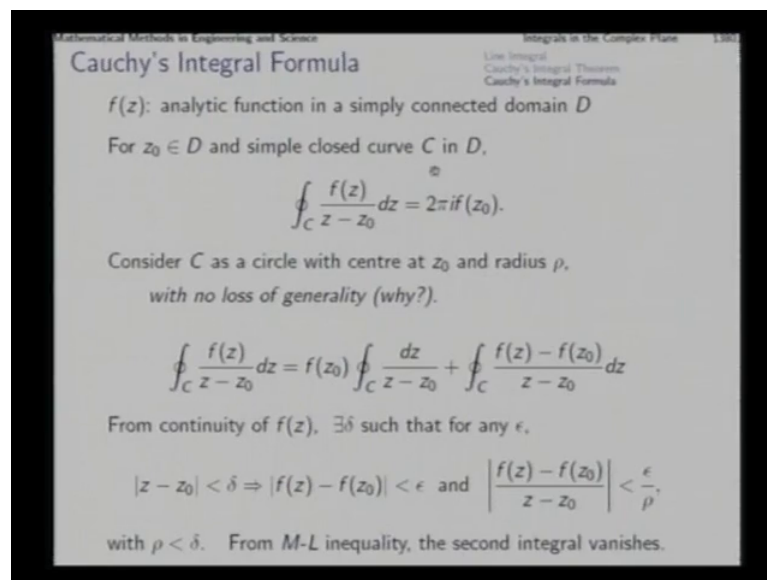 Mathematical Methods in Engineering and Science
Integrals in the Complex Plane
Cauchy's Integral Formula
Line Integral
Cauchy's Integral Theorem
Cauchy's Integral Formula
f(z): analytic function in a simply connected domain D
For z₀ ∈ D and simple closed curve C in D,
∮_C f(z)/(z − z₀) dz = 2πif(z₀).
Consider C as a circle with centre at z₀ and radius ρ,
with no loss of generality (why?).
∮_C f(z)/(z − z₀) dz = f(z₀) ∮_C dz/(z − z₀) + ∮_C (f(z) − f(z₀))/(z − z₀) dz
From continuity of f(z), ∃δ such that for any ϵ,
|z − z₀| < δ ⇒ |f(z) − f(z₀)| < ϵ and |(f(z) − f(z₀))/(z − z₀)| < ϵ/ρ,
with ρ < δ. From M-L inequality, the second integral vanishes.